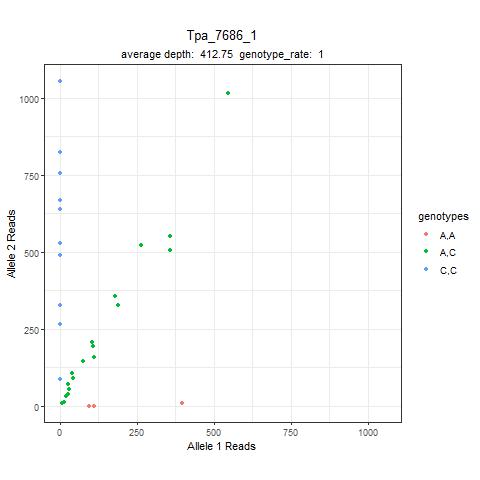 Tpa_7686_1
average depth: 412.75 genotype_rate: 1
1000
750
500
250
0
Allele 2 Reads
0 250 500 750 1000
Allele 1 Reads
genotypes
A,A
A,C
C,C